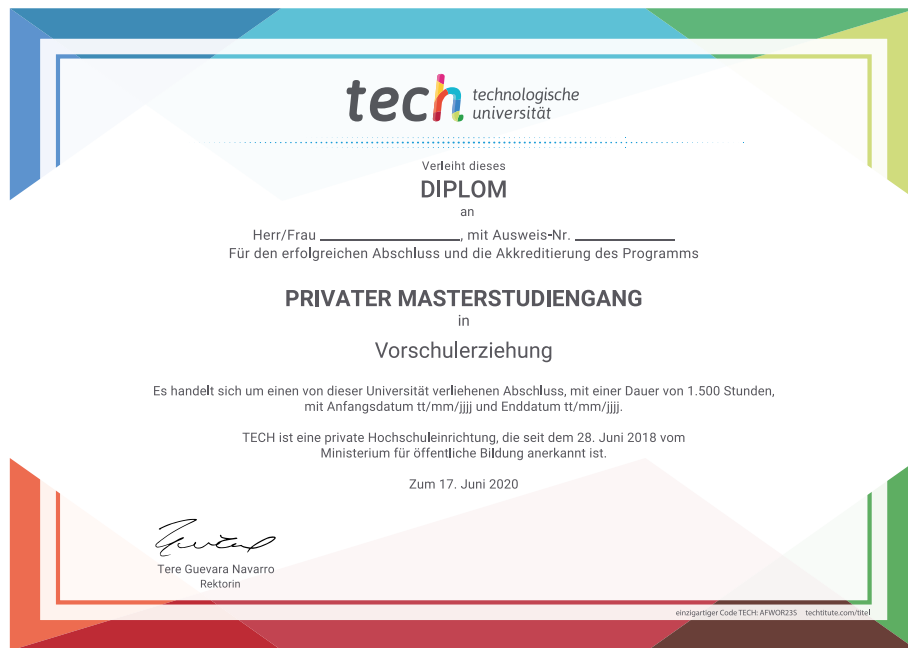 tech technologische
universität
Verleiht dieses
DIPLOM
an
Herr/Frau ____________________, mit Ausweis-Nr. ______________
Für den erfolgreichen Abschluss und die Akkreditierung des Programms
PRIVATER MASTERSTUDIENGANG
in
Vorschulerziehung
Es handelt sich um einen von dieser Universität verliehenen Abschluss, mit einer Dauer von 1.500 Stunden,
mit Anfangsdatum tt/mm/jjjj und Enddatum tt/mm/jjjj.
TECH ist eine private Hochschuleinrichtung, die seit dem 28. Juni 2018 vom
Ministerium für öffentliche Bildung anerkannt ist.
Zum 17. Juni 2020
Tere Guevara Navarro
Rektorin
einzigartiger Code TECH: AFWOR23S techtitute.com/titel